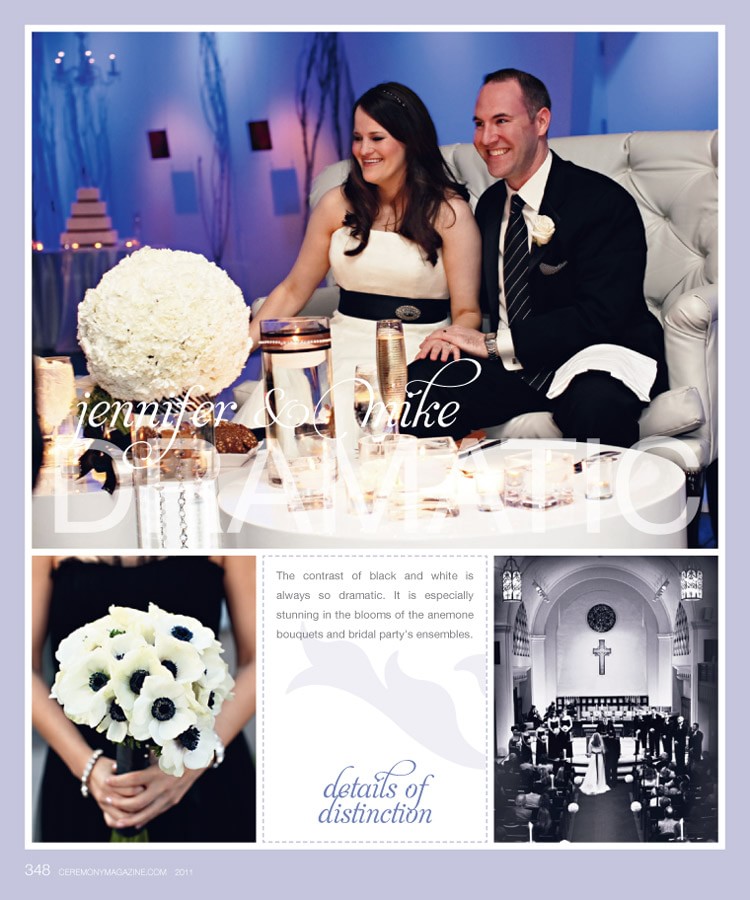 jennifer & mike
DRAMATIC
The contrast of black and white is
always so dramatic. It is especially
stunning in the blooms of the anemone
bouquets and bridal party's ensembles.
details of
distinction
348 CEREMONYMAGAZINE.COM 2011